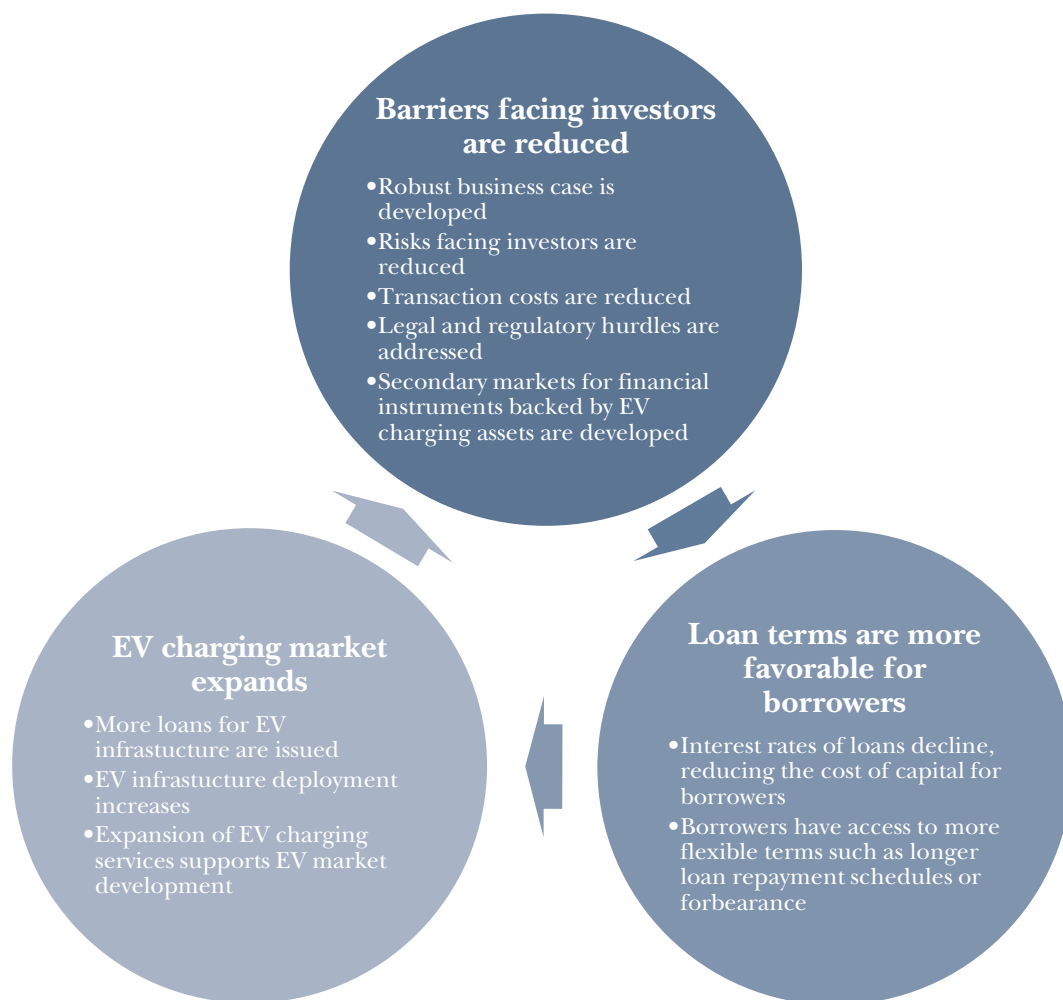 Barriers facing investors
are reduced
•Robust business case is
developed
•Risks facing investors are
reduced
•Transaction costs are reduced
•Legal and regulatory hurdles are
addressed
•Secondary markets for financial
instruments backed by EV
charging assets are developed
Loan terms are more
favorable for
borrowers
•Interest rates of loans decline,
reducing the cost of capital for
borrowers
•Borrowers have access to more
flexible terms such as longer
loan repayment schedules or
forbearance
EV charging market
expands
•More loans for EV
infrastucture are issued
•EV infrastucture deployment
increases
•Expansion of EV charging
services supports EV market
development